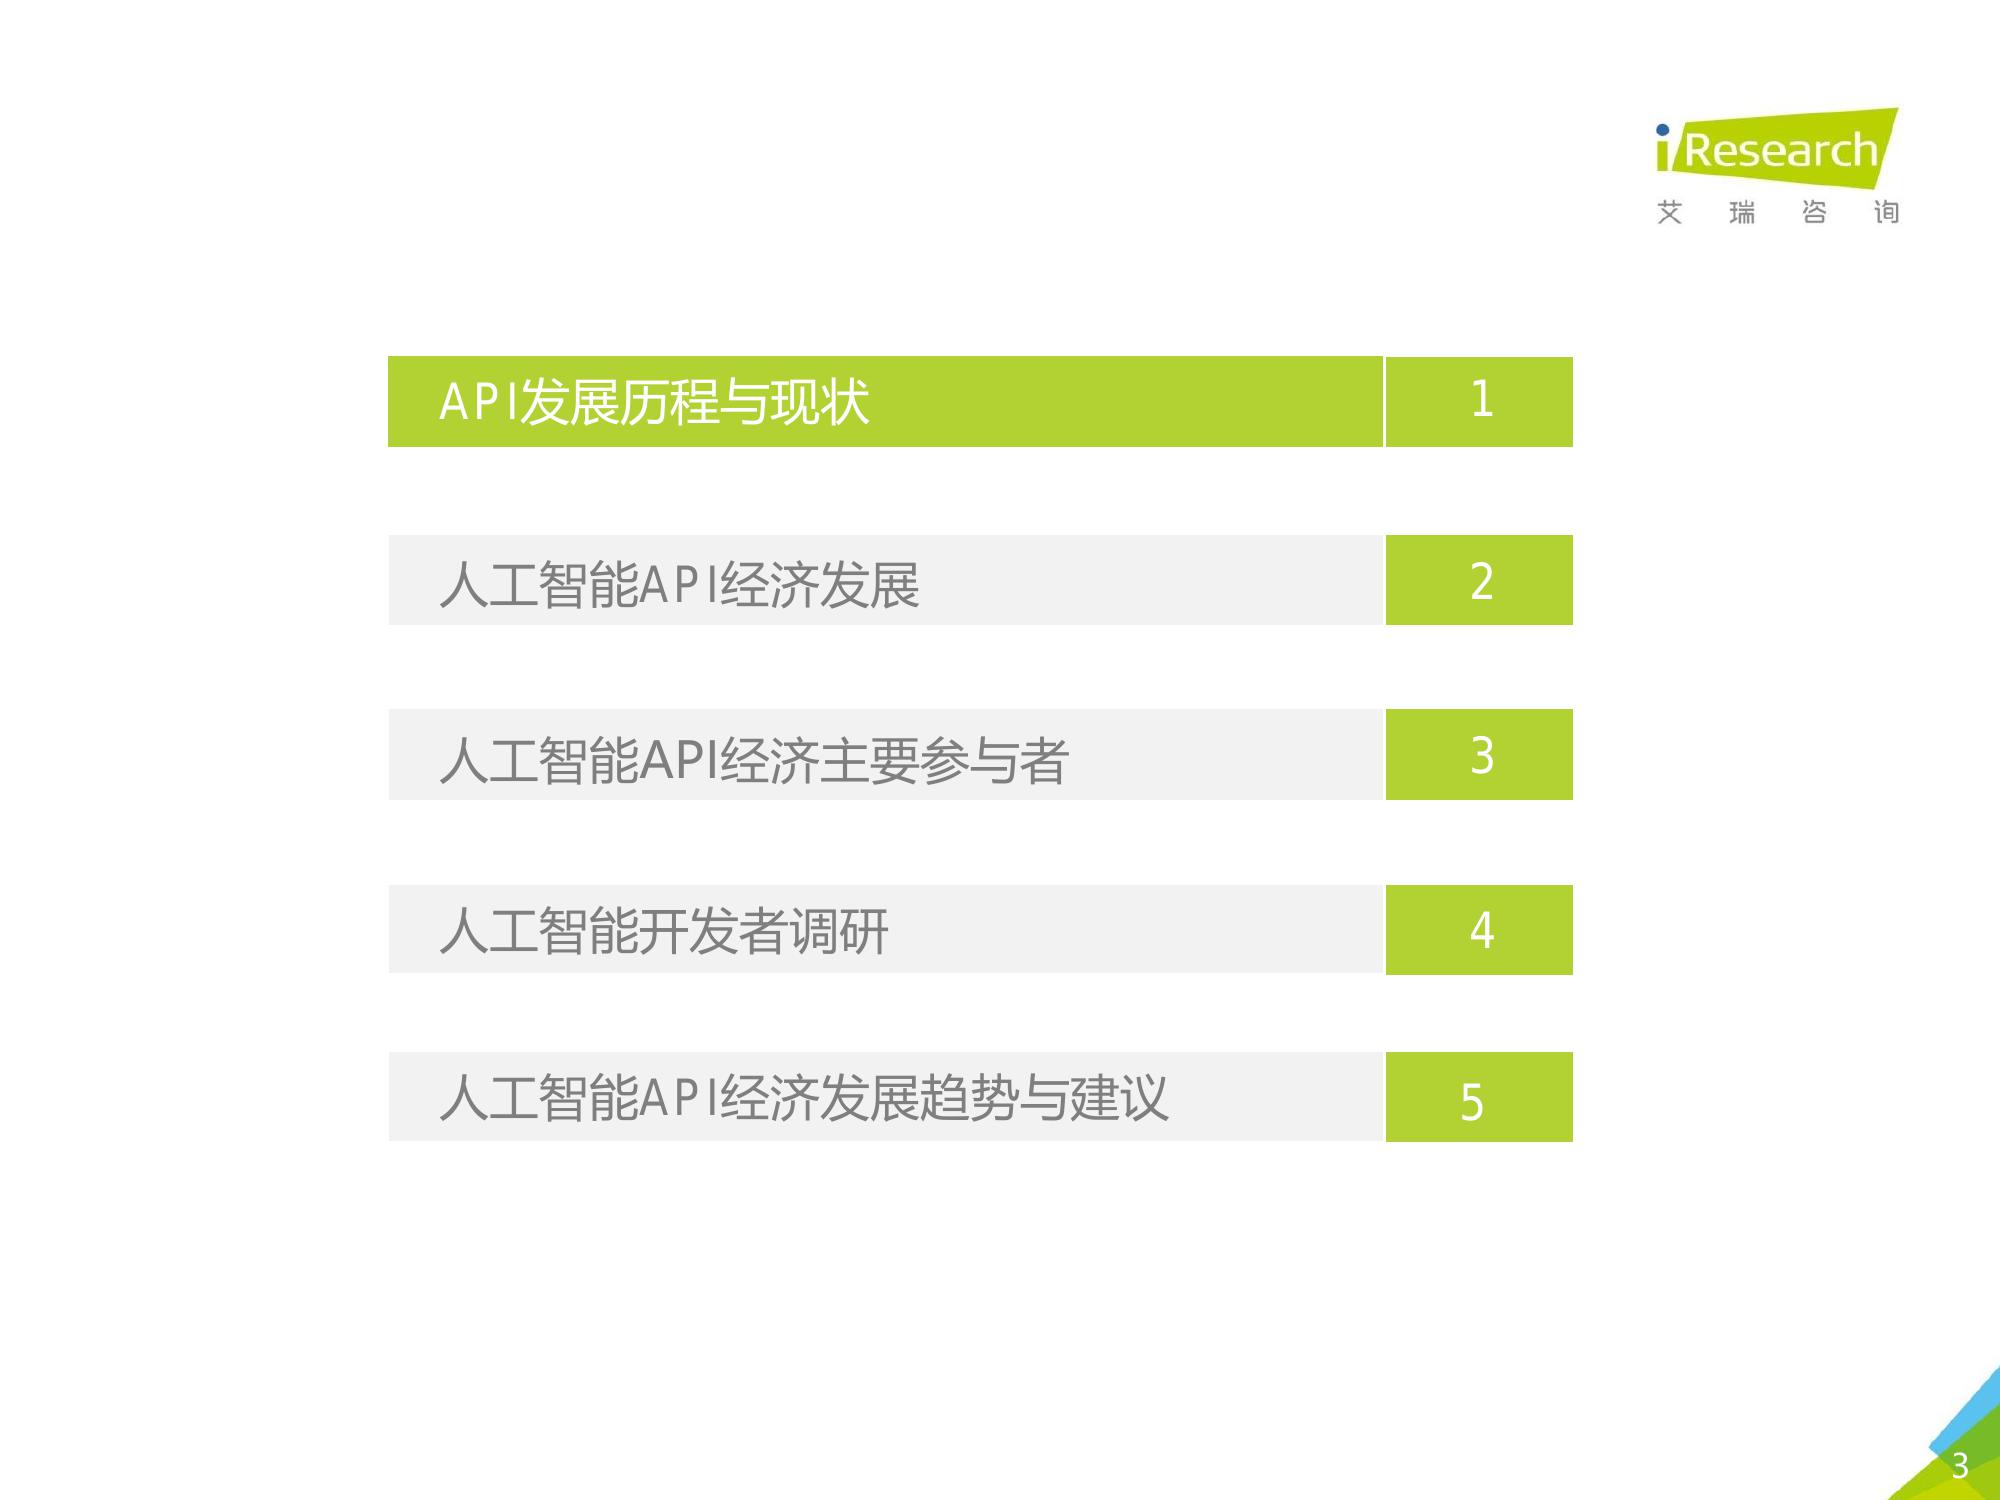 iResearch
艾瑞咨询
API发展历程与现状 1
人工智能API经济发展 2
人工智能API经济主要参与者 3
人工智能开发者调研 4
人工智能API经济发展趋势与建议 5
3